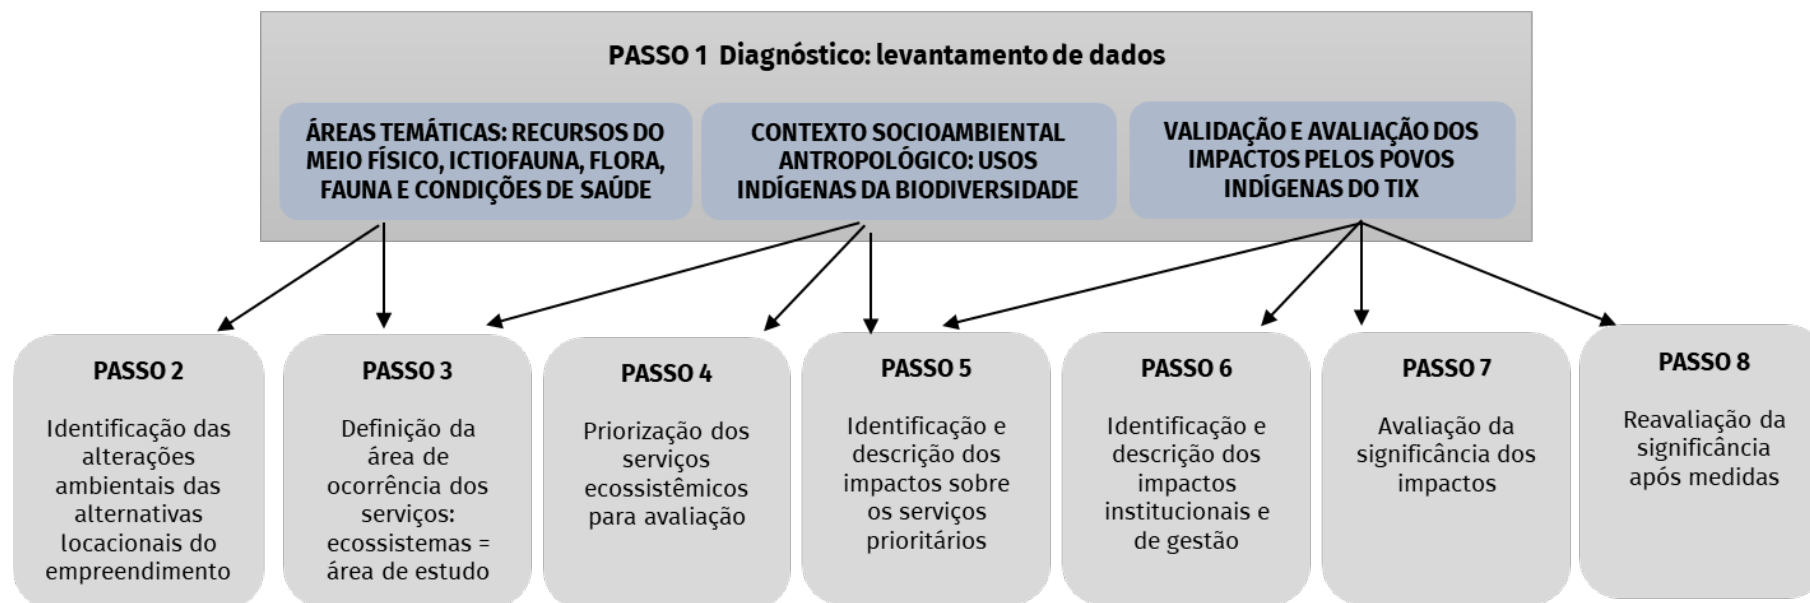 PASSO 1 Diagnóstico: levantamento de dados
ÁREAS TEMÁTICAS: RECURSOS DO
MEIO FÍSICO, ICTIOFAUNA, FLORA,
FAUNA E CONDIÇÕES DE SAÚDE
CONTEXTO SOCIOAMBIENTAL
ANTROPOLÓGICO: USOS
INDÍGENAS DA BIODIVERSIDADE
VALIDAÇÃO E AVALIAÇÃO DOS
IMPACTOS PELOS POVOS
INDÍGENAS DO TIX
PASSO 2
Identificação das
alterações
ambientais das
alternativas
locacionais do
empreendimento
PASSO 3
Definição da
área de
ocorrência dos
serviços:
ecossistemas =
área de estudo
PASSO 4
Priorização dos
serviços
ecossistêmicos
para avaliação
PASSO 5
Identificação e
descrição dos
impactos sobre
os serviços
prioritários
PASSO 6
Identificação e
descrição dos
impactos
institucionais e
de gestão
PASSO 7
Avaliação da
significância dos
impactos
PASSO 8
Reavaliação da
significância
após medidas